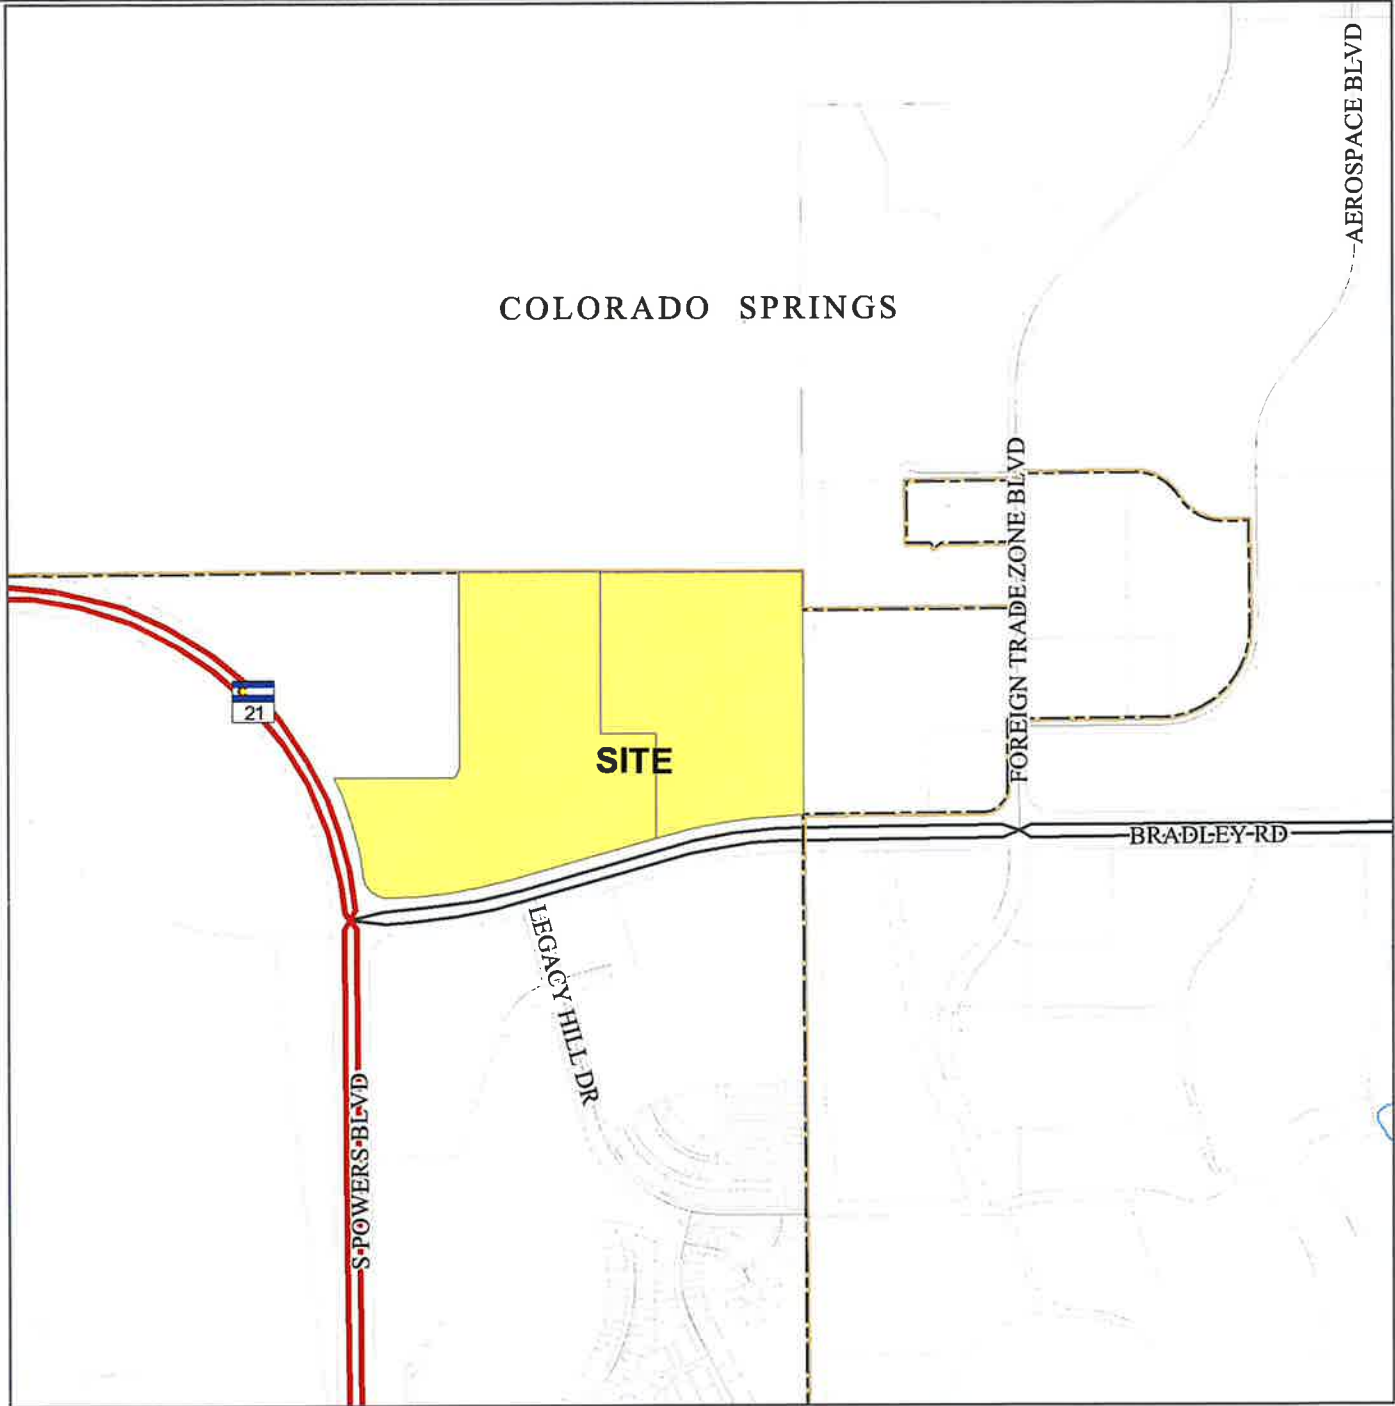 AEROSPACE BLVD
COLORADO SPRINGS
FOREIGN TRADE ZONE BLVD
21
SITE
BRADLEY RD
LEGACY HILL DR
S POWERS BLVD